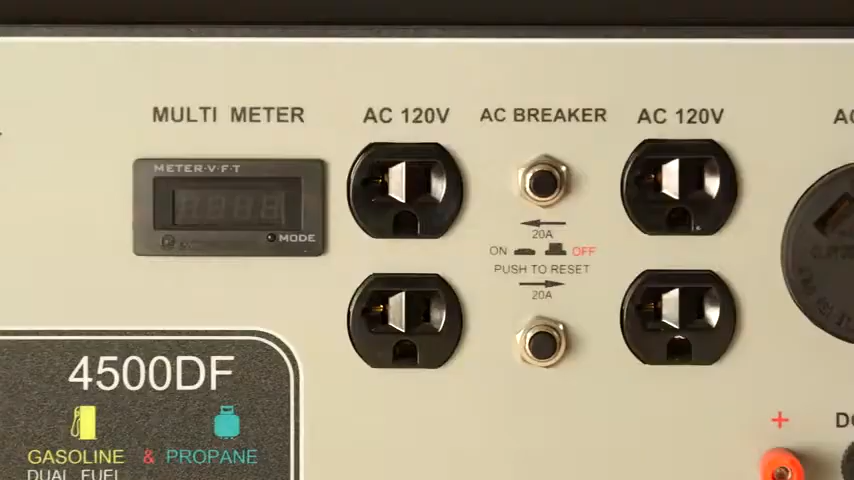 MULTI METER
AC 120V
AC BREAKER
AC 120V
METER-V·F·T
MODE
20A
ON
OFF
PUSH TO RESET
20A
4500DF
GASOLINE & PROPANE
DUAL FUEL
+